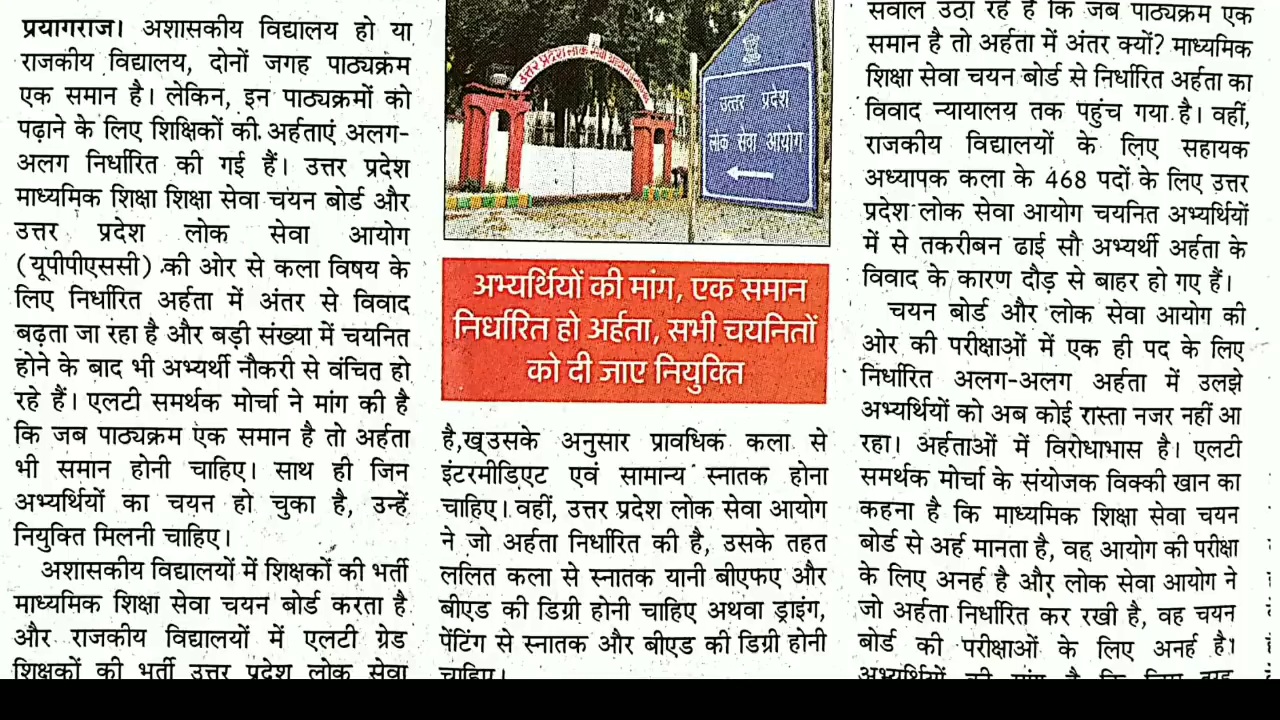 प्रयागराज। अशासकीय विद्यालय हो या
राजकीय विद्यालय, दोनों जगह पाठ्यक्रम
एक समान है। लेकिन, इन पाठ्यक्रमों को
पढ़ाने के लिए शिक्षिकों की अर्हताएं अलग-
अलग निर्धारित की गई हैं। उत्तर प्रदेश
माध्यमिक शिक्षा शिक्षा सेवा चयन बोर्ड और
उत्तर प्रदेश लोक सेवा आयोग
(यूपीपीएससी) की ओर से कला विषय के
लिए निर्धारित अर्हता में अंतर से विवाद
बढ़ता जा रहा है और बड़ी संख्या में चयनित
होने के बाद भी अभ्यर्थी नौकरी से वंचित हो
रहे हैं। एलटी समर्थक मोर्चा ने मांग की है
कि जब पाठ्यक्रम एक समान है तो अर्हता
भी समान होनी चाहिए। साथ ही जिन
अभ्यर्थियों का चयन हो चुका है, उन्हें
नियुक्ति मिलनी चाहिए।
अशासकीय विद्यालयों में शिक्षकों की भर्ती
माध्यमिक शिक्षा सेवा चयन बोर्ड करता है
और राजकीय विद्यालयों में एलटी ग्रेड
शिक्षकों की भर्ती उत्तर प्रदेश लोक सेवा
उत्तर प्रदेश लोक सेवा आयोग
उत्तर प्रदेश
लोक सेवा आयोग
अभ्यर्थियों की मांग, एक समान
निर्धारित हो अर्हता, सभी चयनितों
को दी जाए नियुक्ति
है,ख्उसके अनुसार प्रावधिक कला से
इंटरमीडिएट एवं सामान्य स्नातक होना
चाहिए। वहीं, उत्तर प्रदेश लोक सेवा आयोग
ने जो अर्हता निर्धारित की है, उसके तहत
ललित कला से स्नातक यानी बीएफए और
बीएड की डिग्री होनी चाहिए अथवा ड्राइंग,
पेंटिंग से स्नातक और बीएड की डिग्री होनी
चाहिए।
सवाल उठा रहे हैं कि जब पाठ्यक्रम एक
समान है तो अर्हता में अंतर क्यों? माध्यमिक
शिक्षा सेवा चयन बोर्ड से निर्धारित अर्हता का
विवाद न्यायालय तक पहुंच गया है। वहीं,
राजकीय विद्यालयों के लिए सहायक
अध्यापक कला के 468 पदों के लिए उत्तर
प्रदेश लोक सेवा आयोग चयनित अभ्यर्थियों
में से तकरीबन ढाई सौ अभ्यर्थी अर्हता के
विवाद के कारण दौड़ से बाहर हो गए हैं।
चयन बोर्ड और लोक सेवा आयोग की
ओर की परीक्षाओं में एक ही पद के लिए
निर्धारित अलग-अलग अर्हता में उलझे
अभ्यर्थियों को अब कोई रास्ता नजर नहीं आ
रहा। अर्हताओं में विरोधाभास है। एलटी
समर्थक मोर्चा के संयोजक विक्की खान का
कहना है कि माध्यमिक शिक्षा सेवा चयन
बोर्ड से अर्ह मानता है, वह आयोग की परीक्षा
के लिए अनर्ह है और लोक सेवा आयोग ने
जो अर्हता निर्धारित कर रखी है, वह चयन
बोर्ड की परीक्षाओं के लिए अनर्ह है।